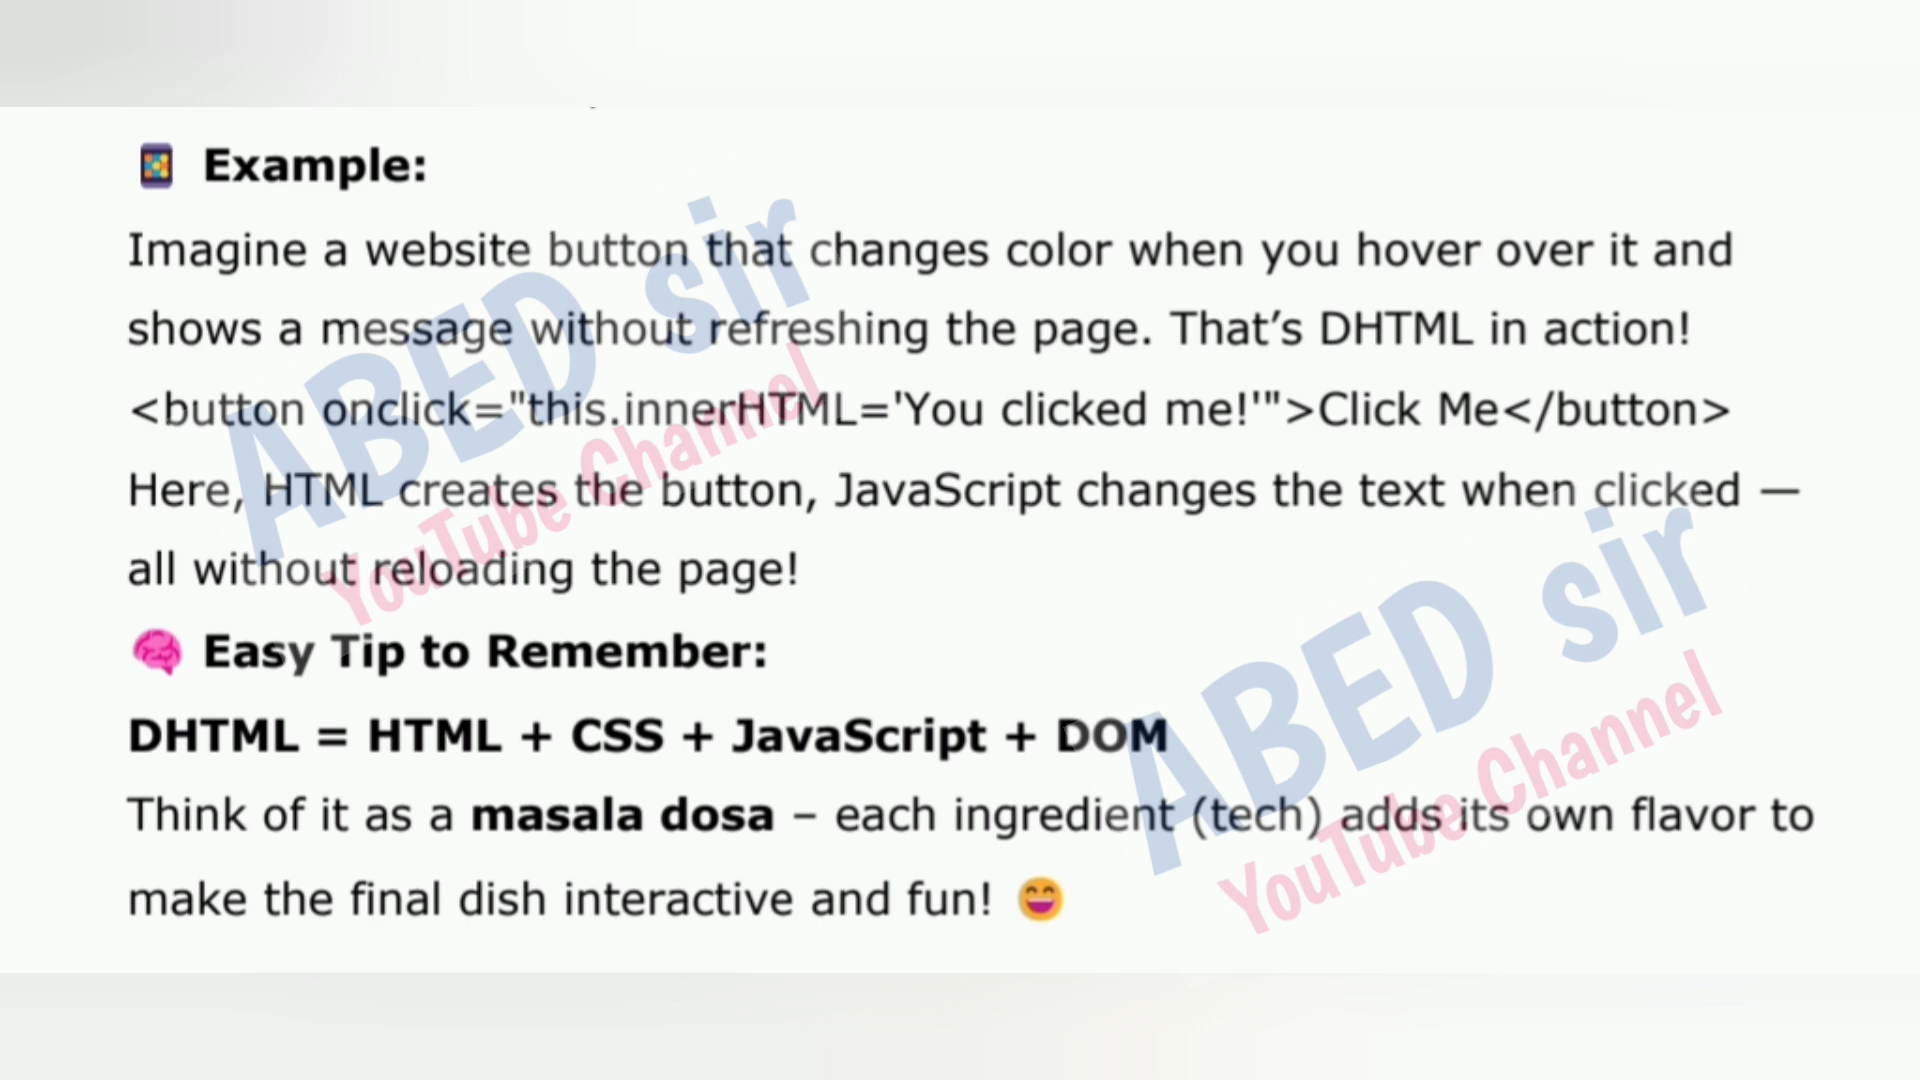 Example:
Imagine a website button that changes color when you hover over it and
shows a message without refreshing the page. That’s DHTML in action!
<button onclick="this.innerHTML='You clicked me!'">Click Me</button>
Here, HTML creates the button, JavaScript changes the text when clicked —
all without reloading the page!
🧠 Easy Tip to Remember:
DHTML = HTML + CSS + JavaScript + DOM
Think of it as a masala dosa – each ingredient (tech) adds its own flavor to
make the final dish interactive and fun! 😄
ABED sir
YouTube Channel
ABED sir
YouTube Channel